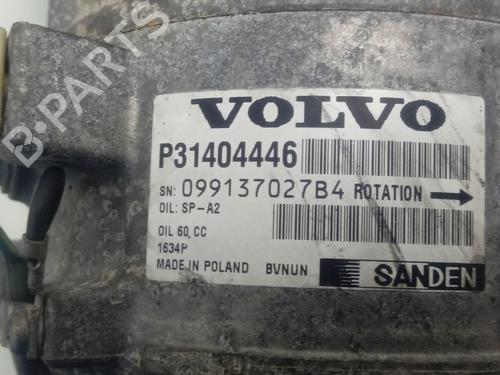 B-PARTS
VOLVO
P31404446
SN: 099137027B4 ROTATION
OIL: SP-A2
OIL 60, CC
1634P
MADE IN POLAND BVNUN SANDEN